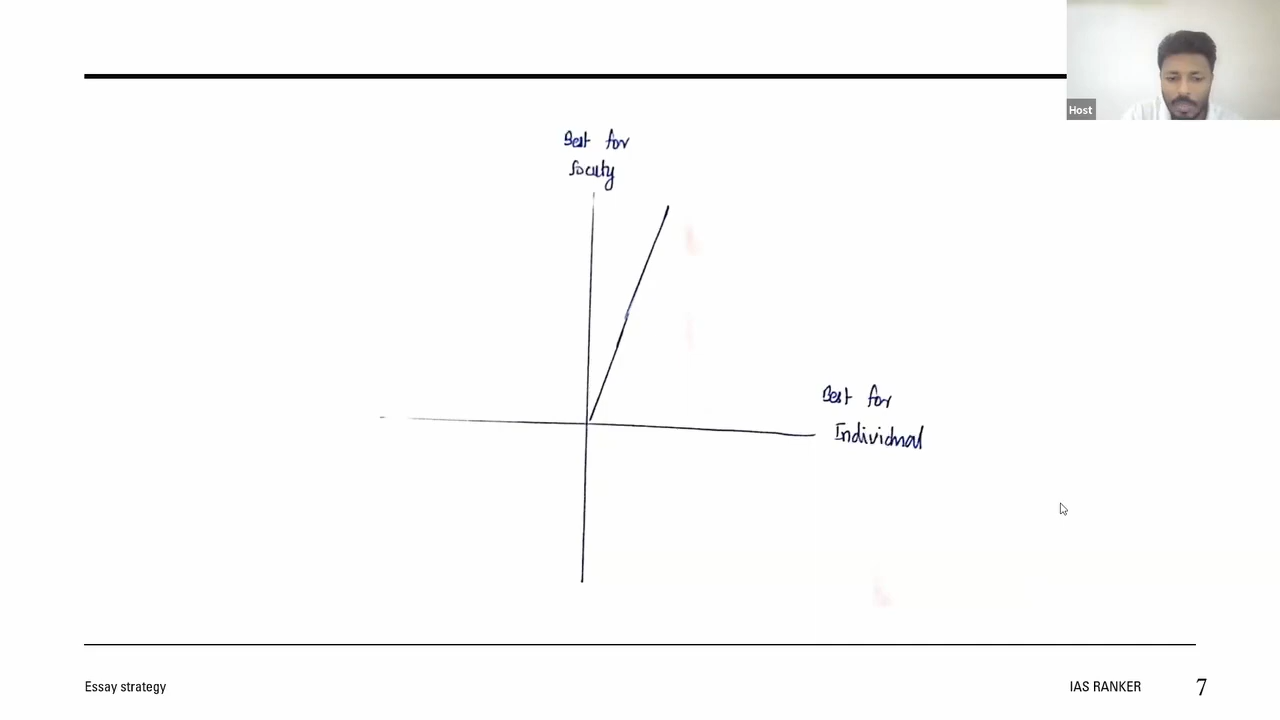 Host
Best for
Society
Best for
Individual
Essay strategy
IAS RANKER
7